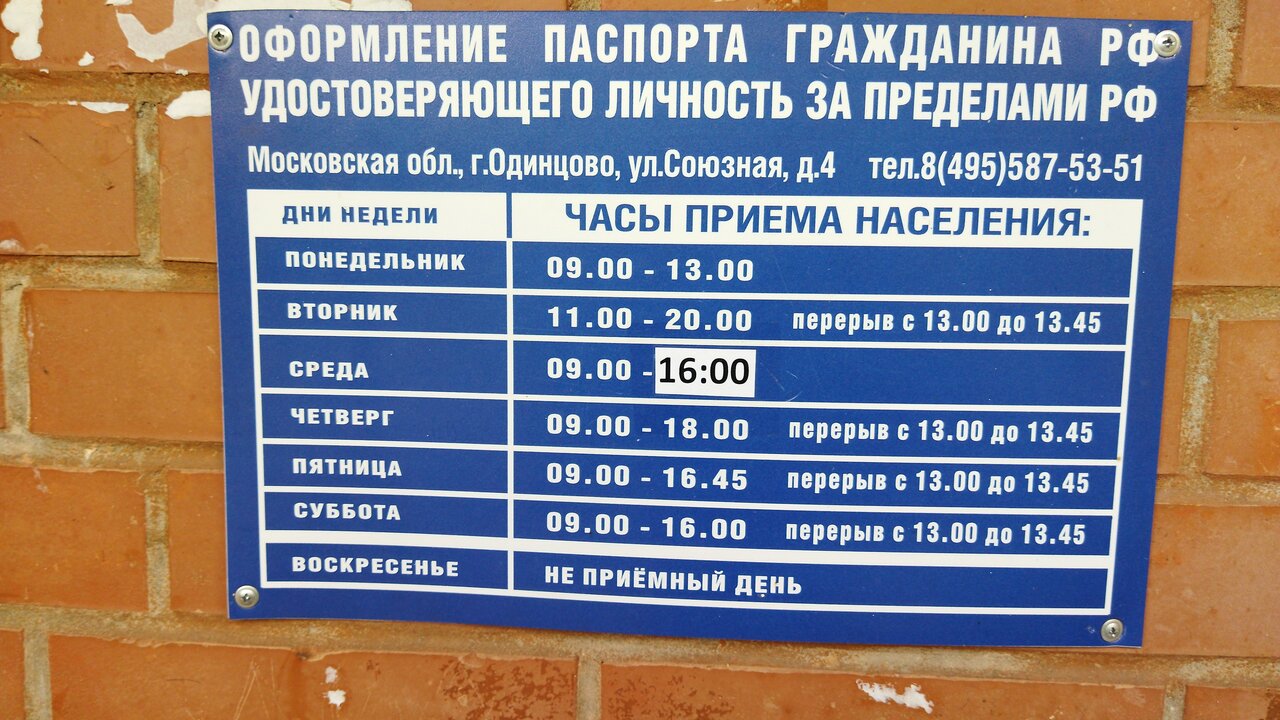 ОФОРМЛЕНИЕ ПАСПОРТА ГРАЖДАНИНА РФ
УДОСТОВЕРЯЮЩЕГО ЛИЧНОСТЬ ЗА ПРЕДЕЛАМИ РФ
Московская обл., г.Одинцово, ул.Союзная, д.4 тел.8(495)587-53-51
ДНИ НЕДЕЛИ ЧАСЫ ПРИЕМА НАСЕЛЕНИЯ:
ПОНЕДЕЛЬНИК 09.00 - 13.00
ВТОРНИК 11.00 - 20.00 перерыв с 13.00 до 13.45
СРЕДА 09.00 - 16:00
ЧЕТВЕРГ 09.00 - 18.00 перерыв с 13.00 до 13.45
ПЯТНИЦА 09.00 - 16.45 перерыв с 13.00 до 13.45
СУББОТА 09.00 - 16.00 перерыв с 13.00 до 13.45
ВОСКРЕСЕНЬЕ НЕ ПРИЁМНЫЙ ДЕНЬ